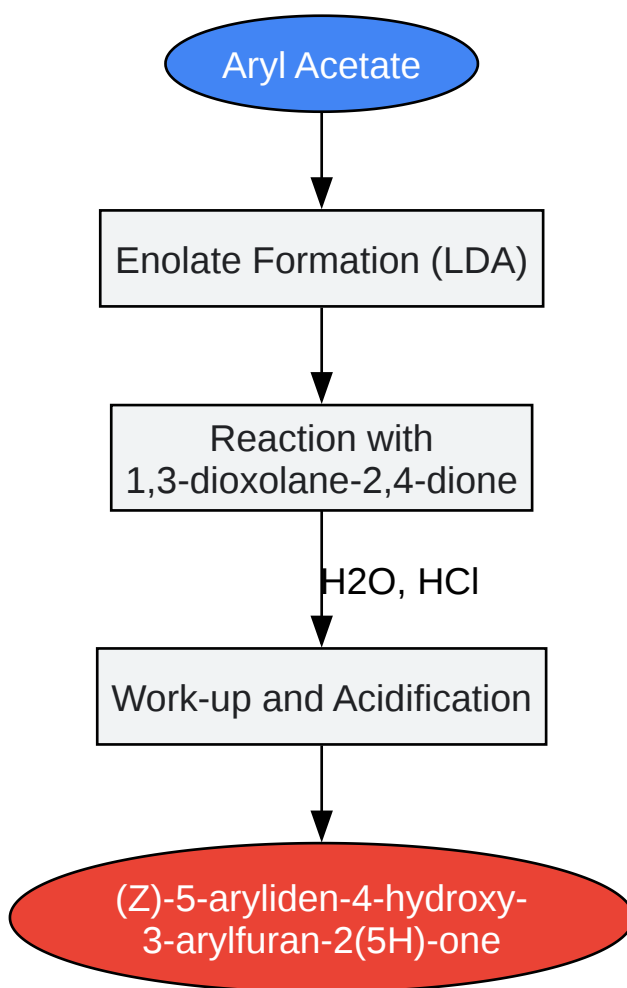 Aryl Acetate
Enolate Formation (LDA)
Reaction with
1,3-dioxolane-2,4-dione
H2O, HCl
Work-up and Acidification
(Z)-5-aryliden-4-hydroxy-
3-arylfuran-2(5H)-one